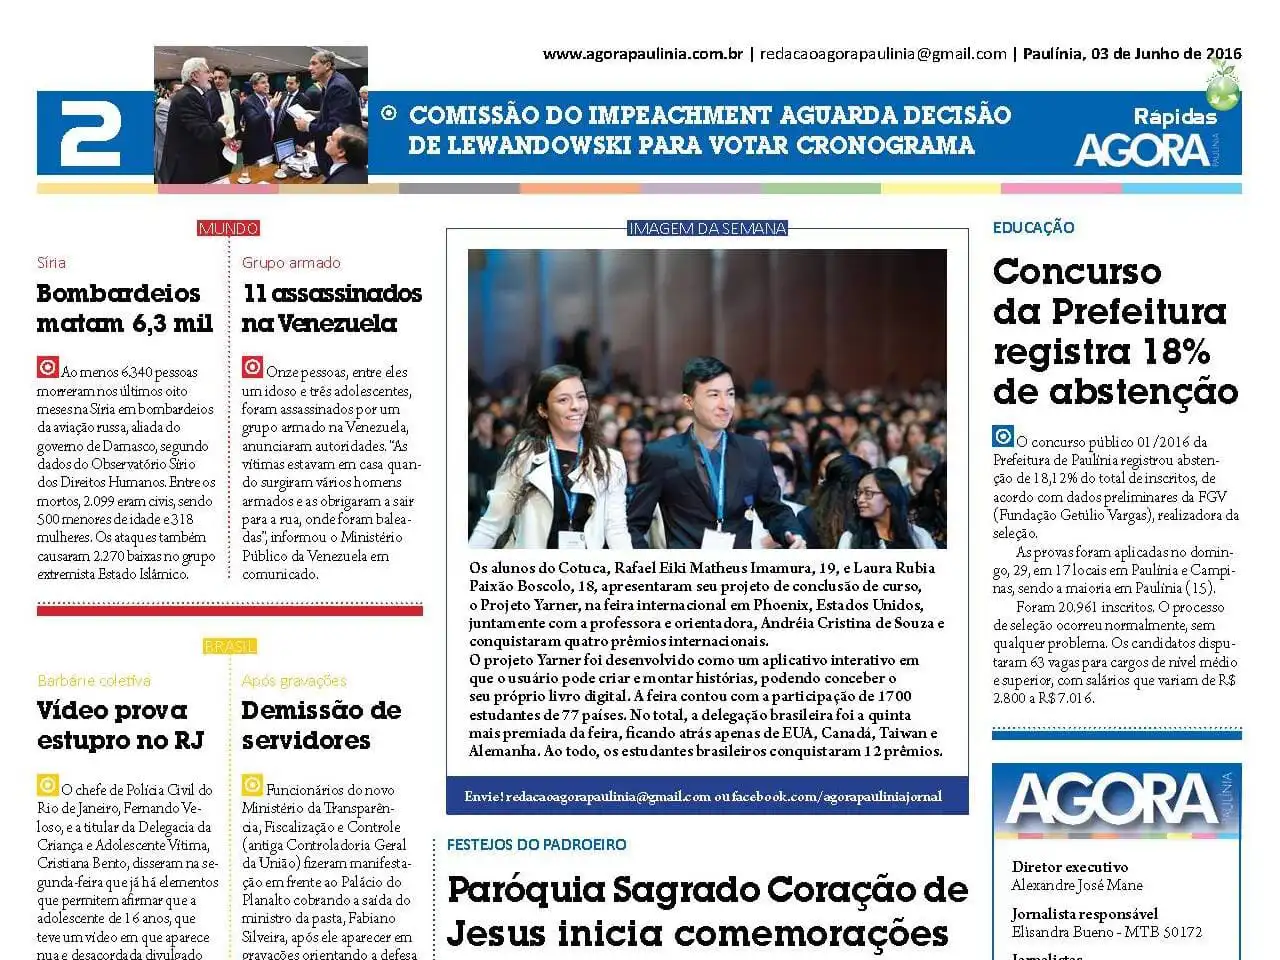 www.agorapaulinia.com.br | redacaoagorapaulinia@gmail.com | Paulínia, 03 de Junho de 2016
2
COMISSÃO DO IMPEACHMENT AGUARDA DECISÃO
DE LEWANDOWSKI PARA VOTAR CRONOGRAMA
Rápidas
AGORA
PAULÍNIA
MUNDO
Síria
Bombardeios
matam 6,3 mil
Ao menos 6.340 pessoas
morreram nos últimos oito
meses na Síria em bombardeios
da aviação russa, aliada do
governo de Damasco, segundo
dados do Observatório Sírio
dos Direitos Humanos. Entre os
mortos, 2.099 eram civis, sendo
500 menores de idade e 318
mulheres. Os ataques também
causaram 2.270 baixas no grupo
extremista Estado Islâmico.
Grupo armado
11 assassinados
na Venezuela
Onze pessoas, entre eles
um idoso e três adolescentes,
foram assassinados por um
grupo armado na Venezuela,
anunciaram autoridades. "As
vítimas estavam em casa quan-
do surgiram vários homens
armados e as obrigaram a sair
para a rua, onde foram balea-
das", informou o Ministério
Público da Venezuela em
comunicado.
BRASIL
Barbárie coletiva
Vídeo prova
estupro no RJ
O chefe de Polícia Civil do
Rio de Janeiro, Fernando Ve-
loso, e a titular da Delegacia da
Criança e Adolescente Vítima,
Cristiana Bento, disseram na se-
gunda-feira que já há elementos
que permitem afirmar que a
adolescente de 16 anos, que
teve um vídeo em que aparece
nua e desacordada divulgado
Após gravações
Demissão de
servidores
Funcionários do novo
Ministério da Transparên-
cia, Fiscalização e Controle
(antiga Controladoria Geral
da União) fizeram manifesta-
ção em frente ao Palácio do
Planalto cobrando a saída do
ministro da pasta, Fabiano
Silveira, após ele aparecer em
gravações orientando a defesa
IMAGEM DA SEMANA
Os alunos do Cotuca, Rafael Eiki Matheus Imamura, 19, e Laura Rubia
Paixão Boscolo, 18, apresentaram seu projeto de conclusão de curso,
o Projeto Yarner, na feira internacional em Phoenix, Estados Unidos,
juntamente com a professora e orientadora, Andréia Cristina de Souza e
conquistaram quatro prêmios internacionais.
O projeto Yarner foi desenvolvido como um aplicativo interativo em
que o usuário pode criar e montar histórias, podendo conceber o
seu próprio livro digital. A feira contou com a participação de 1700
estudantes de 77 países. No total, a delegação brasileira foi a quinta
mais premiada da feira, ficando atrás apenas de EUA, Canadá, Taiwan e
Alemanha. Ao todo, os estudantes brasileiros conquistaram 12 prêmios.
Envie! redacaoagorapaulinia@gmail.com ou facebook.com/agorapauliniajornal
FESTEJOS DO PADROEIRO
Paróquia Sagrado Coração de
Jesus inicia comemorações
EDUCAÇÃO
Concurso
da Prefeitura
registra 18%
de abstenção
O concurso público 01/2016 da
Prefeitura de Paulínia registrou absten-
ção de 18,12% do total de inscritos, de
acordo com dados preliminares da FGV
(Fundação Getúlio Vargas), realizadora da
seleção.
As provas foram aplicadas no domin-
go, 29, em 17 locais em Paulínia e Campi-
nas, sendo a maioria em Paulínia (15).
Foram 20.961 inscritos. O processo
de seleção ocorreu normalmente, sem
qualquer problema. Os candidatos dispu-
taram 63 vagas para cargos de nível médio
e superior, com salários que variam de R$
2.800 a R$ 7.016.
AGORA
PAULÍNIA
Diretor executivo
Alexandre José Mane
Jornalista responsável
Elisandra Bueno - MTB 50172
Jornalistas